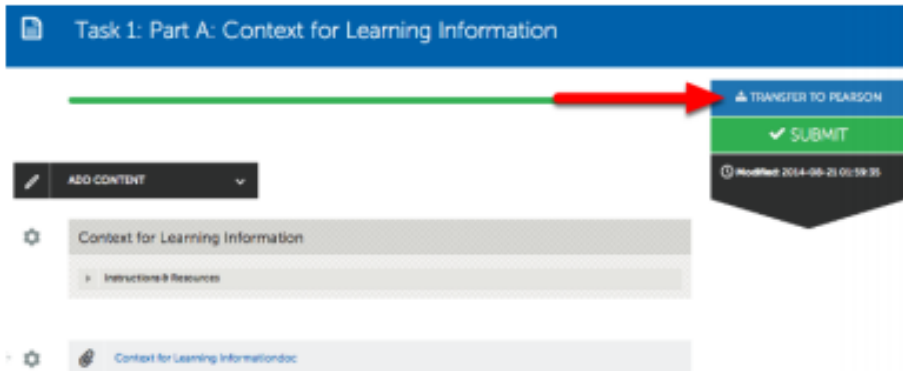 Task 1: Part A: Context for Learning Information
TRANSFER TO PEARSON
SUBMIT
ADD CONTENT
Modified: 2014-08-21 01:59:35
Context for Learning Information
Instructions & Resources
Context for Learning Informationdoc